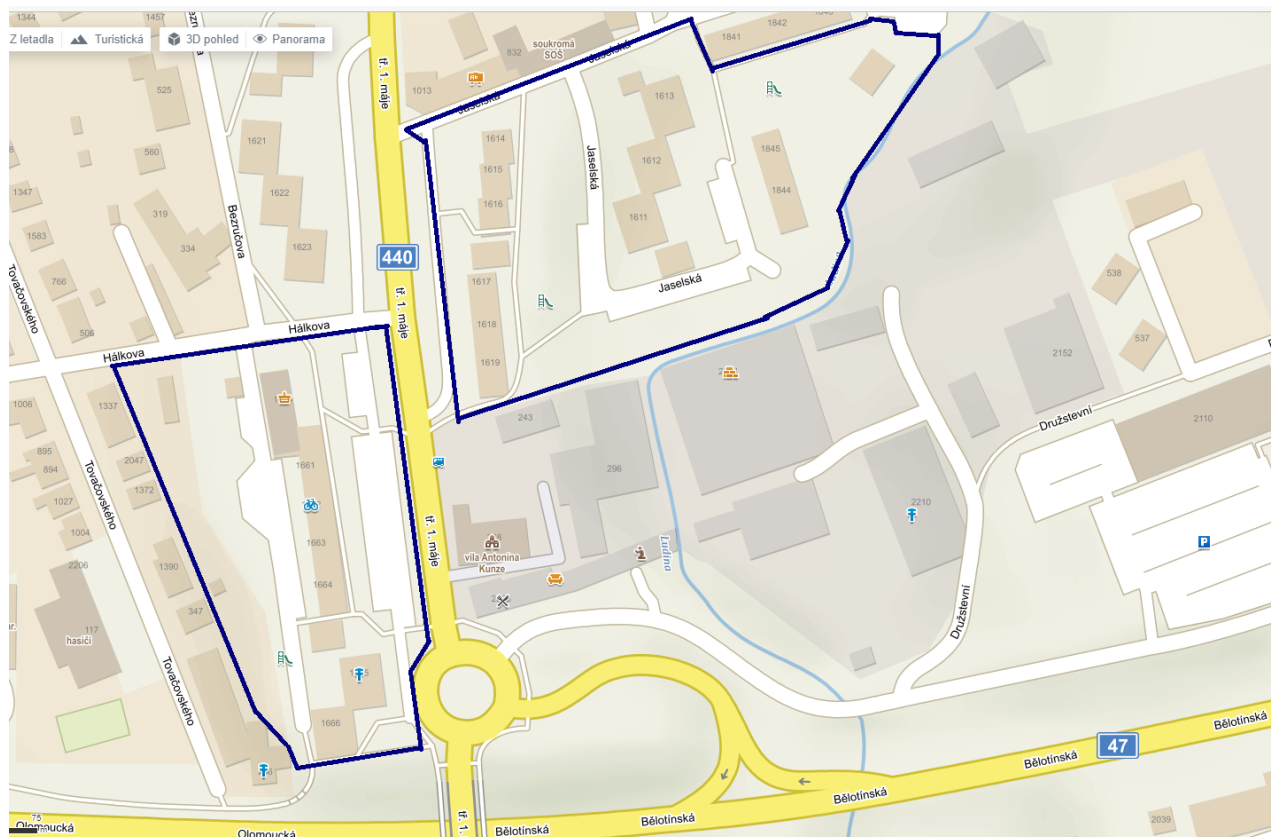 1344
1457
Bezručova
Z letadla
Turistická
3D pohled
Panorama
tř. 1. máje
soukromá
SOŠ
832
1842
1841
1013
Jaselská
Jaselská
525
1613
1621
1614
560
1612
1615
1845
1347
1622
Jaselská
1844
319
1616
1611
Bezručova
1583
334
1623
440
538
Tovačovského
766
1617
Jaselská
tř. 1. máje
506
Hálkova
1618
Hálkova
537
2152
1619
1006
1337
243
Družstevní
2110
895
894
2047
1661
296
1372
1027
Tovačovského
2210
1004
1663
tř. 1. máje
vila Antonína
Kunze
Ludina
P
2206
1390
1664
347
117
hasiči
Družstevní
Tovačovského
1666
47
Bělotínská
Bělotínská
Bělotínská
75
Olomoucká
Olomoucká
tř. 1.
Bělotínská
Bělotínská
2039